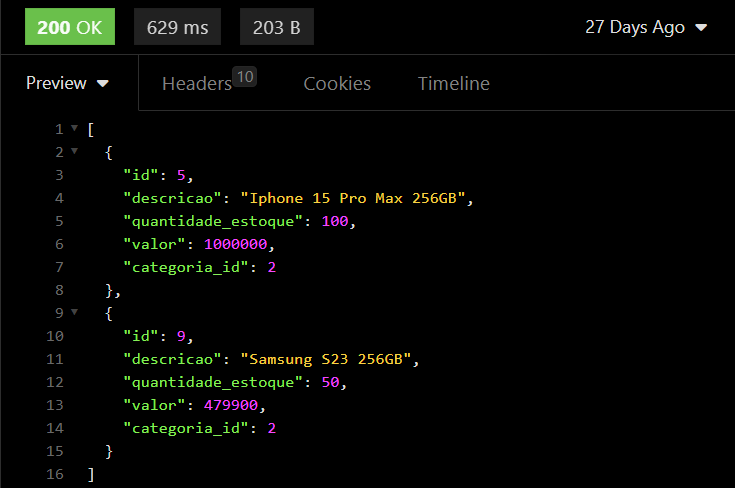 200 OK 629 ms 203 B 27 Days Ago
Preview Headers 10 Cookies Timeline
1 [
2 {
3 "id": 5,
4 "descricao": "Iphone 15 Pro Max 256GB",
5 "quantidade_estoque": 100,
6 "valor": 1000000,
7 "categoria_id": 2
8 },
9 {
10 "id": 9,
11 "descricao": "Samsung S23 256GB",
12 "quantidade_estoque": 50,
13 "valor": 479900,
14 "categoria_id": 2
15 }
16 ]